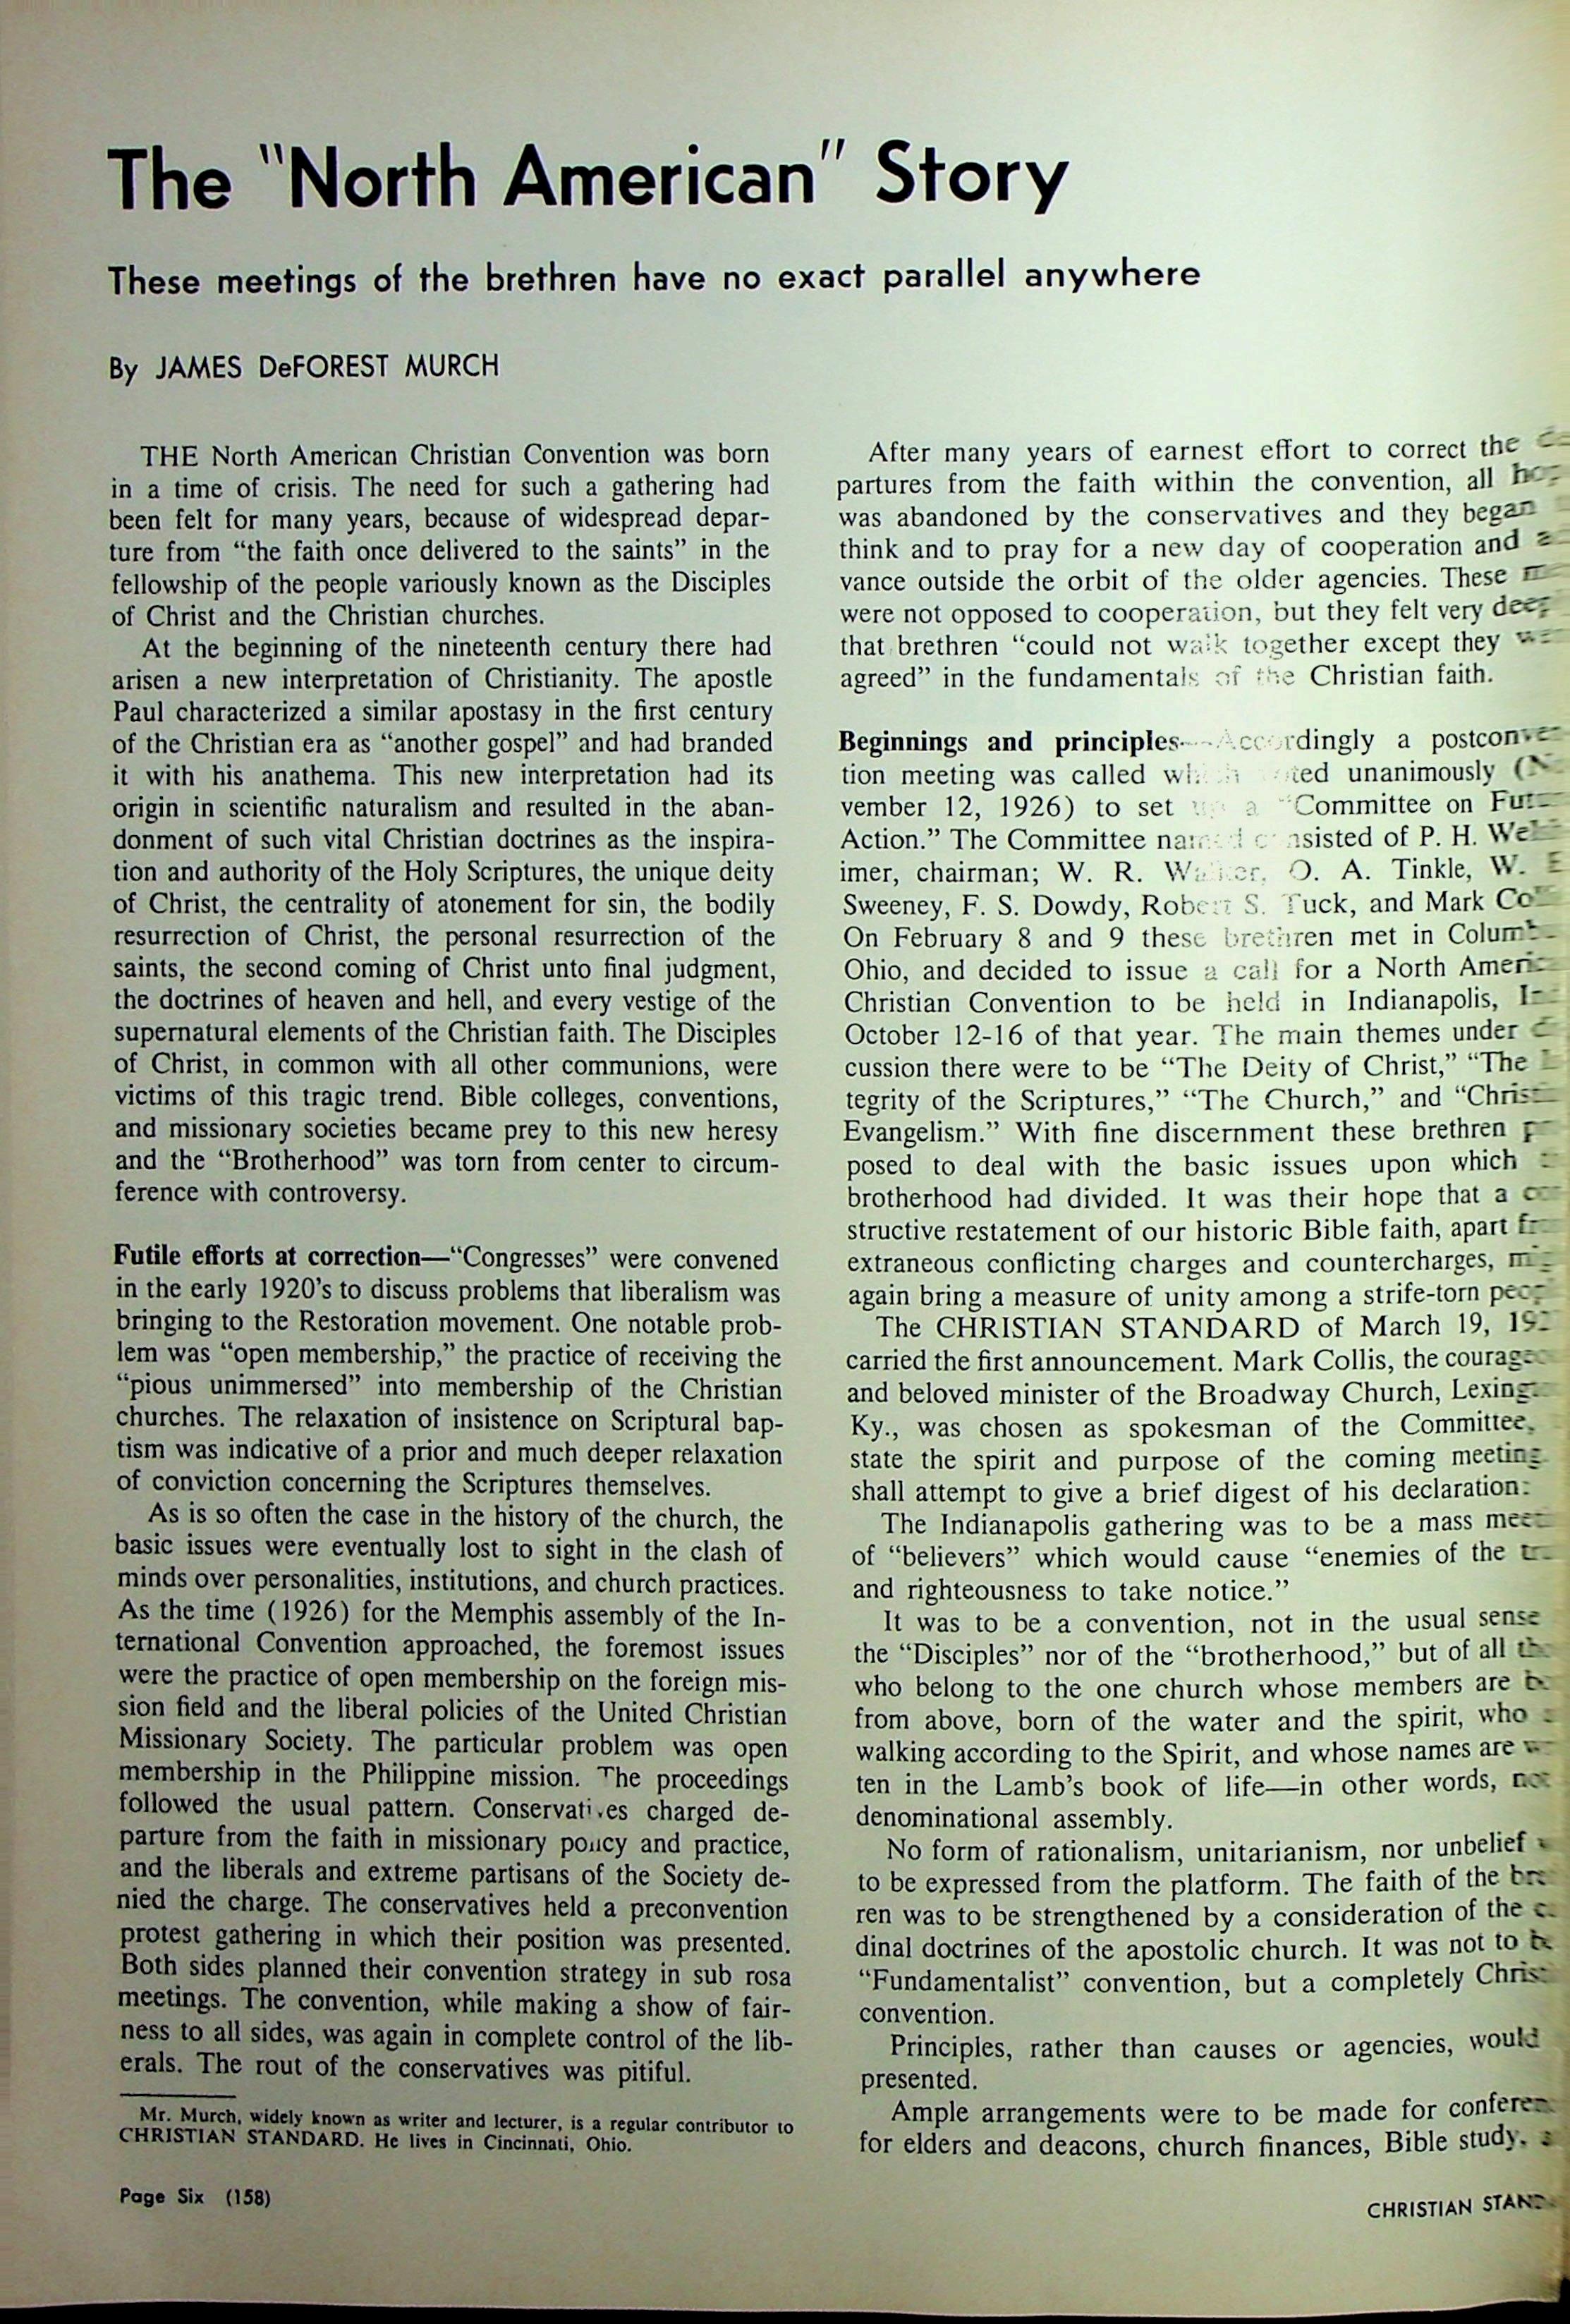 The "North American" Story
These meetings of the brethren have no exact parallel anywhere
By JAMES DeFOREST MURCH
THE North American Christian Convention was born
in a time of crisis. The need for such a gathering had
been felt for many years, because of widespread depar-
ture from “the faith once delivered to the saints” in the
fellowship of the people variously known as the Disciples
of Christ and the Christian churches.
At the beginning of the nineteenth century there had
arisen a new interpretation of Christianity. The apostle
Paul characterized a similar apostasy in the first century
of the Christian era as “another gospel” and had branded
it with his anathema. This new interpretation had its
origin in scientific naturalism and resulted in the aban-
donment of such vital Christian doctrines as the inspira-
tion and authority of the Holy Scriptures, the unique deity
of Christ, the centrality of atonement for sin, the bodily
resurrection of Christ, the personal resurrection of the
saints, the second coming of Christ unto final judgment,
the doctrines of heaven and hell, and every vestige of the
supernatural elements of the Christian faith. The Disciples
of Christ, in common with all other communions, were
victims of this tragic trend. Bible colleges, conventions,
and missionary societies became prey to this new heresy
and the “Brotherhood” was torn from center to circum-
ference with controversy.
Futile efforts at correction—“Congresses” were convened
in the early 1920's to discuss problems that liberalism was
bringing to the Restoration movement. One notable prob-
lem was “open membership,” the practice of receiving the
“pious unimmersed” into membership of the Christian
churches. The relaxation of insistence on Scriptural bap-
tism was indicative of a prior and much deeper relaxation
of conviction concerning the Scriptures themselves.
As is so often the case in the history of the church, the
basic issues were eventually lost to sight in the clash of
minds over personalities, institutions, and church practices.
As the time (1926) for the Memphis assembly of the In-
ternational Convention approached, the foremost issues
were the practice of open membership on the foreign mis-
sion field and the liberal policies of the United Christian
Missionary Society. The particular problem was open
membership in the Philippine mission. The proceedings
followed the usual pattern. Conservatives charged de-
parture from the faith in missionary policy and practice,
and the liberals and extreme partisans of the Society de-
nied the charge. The conservatives held a preconvention
protest gathering in which their position was presented.
Both sides planned their convention strategy in sub rosa
meetings. The convention, while making a show of fair-
ness to all sides, was again in complete control of the lib-
erals. The rout of the conservatives was pitiful.
Mr. Murch, widely known as writer and lecturer, is a regular contributor to
CHRISTIAN STANDARD. He lives in Cincinnati, Ohio.
Page Six (158)
After many years of earnest effort to correct the
partures from the faith within the convention, all
was abandoned by the conservatives and they began
think and to pray for a new day of cooperation and
vance outside the orbit of the older agencies. These
were not opposed to cooperation, but they felt very
that brethren “could not walk together except they
agreed” in the fundamentals of the Christian faith.
Beginnings and principles—Accordingly a
tion meeting was called which voted unanimously
vember 12, 1926) to set up a “Committee on
Action.” The Committee named consisted of P. H.
imer, chairman; W. R. Walker, O. A. Tinkle, W.
Sweeney, F. S. Dowdy, Robert S. Tuck, and Mark
On February 8 and 9 these brethren met in
Ohio, and decided to issue a call for a North
Christian Convention to be held in Indianapolis,
October 12-16 of that year. The main themes under
cussion there were to be “The Deity of Christ,” “The
tegrity of the Scriptures,” “The Church,” and
Evangelism.” With fine discernment these brethren
posed to deal with the basic issues upon which
brotherhood had divided. It was their hope that a
structive restatement of our historic Bible faith, apart
extraneous conflicting charges and countercharges,
again bring a measure of unity among a strife-torn
The CHRISTIAN STANDARD of March 19,
carried the first announcement. Mark Collis, the
and beloved minister of the Broadway Church,
Ky., was chosen as spokesman of the Committee,
state the spirit and purpose of the coming meeting.
shall attempt to give a brief digest of his declaration:
The Indianapolis gathering was to be a mass
of “believers” which would cause “enemies of the
and righteousness to take notice.”
It was to be a convention, not in the usual sense
the “Disciples” nor of the “brotherhood,” but of all
who belong to the one church whose members are
from above, born of the water and the spirit, who
walking according to the Spirit, and whose names are
ten in the Lamb's book of life—in other words,
denominational assembly.
No form of rationalism, unitarianism, nor unbelief
to be expressed from the platform. The faith of the
ren was to be strengthened by a consideration of the
dinal doctrines of the apostolic church. It was not to
“Fundamentalist” convention, but a completely
convention.
Principles, rather than causes or agencies, would
presented.
Ample arrangements were to be made for
for elders and deacons, church finances, Bible study,
CHRISTIAN